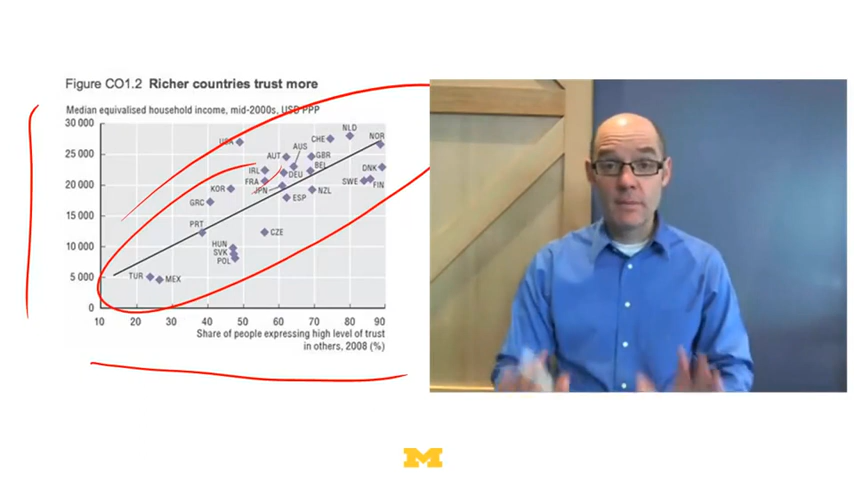 Figure CO1.2 Richer countries trust more
Median equivalised household income, mid-2000s, USD PPP
30 000
25 000
20 000
15 000
10 000
5 000
0
NLD
CHE
NOR
USA
AUS
AUT
GBR
BEL
DNK
IRL
DEU
FRA
SWE
FIN
KOR
JPN
NZL
ESP
GRC
PRT
CZE
HUN
SVK
POL
TUR
MEX
10 20 30 40 50 60 70 80 90
Share of people expressing high level of trust
in others, 2008 (%)
M